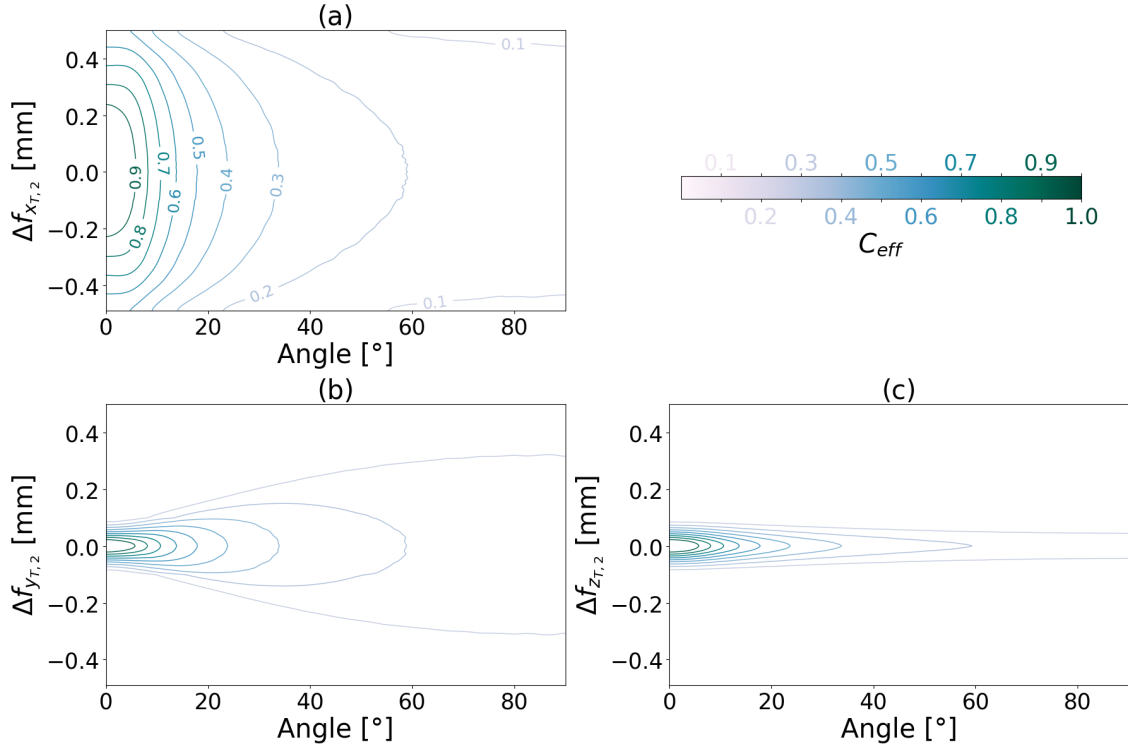 (a)
Δf_{x_{T,2}} [mm]
0.4
0.2
0.0
−0.2
−0.4
0.1
0.9
0.8
0.7
0.6
0.5
0.4
0.3
0.2
0.1
0 20 40 60 80
Angle [°]
0.1 0.3 0.5 0.7 0.9
0.2 0.4 0.6 0.8 1.0
C_{eff}
(b)
Δf_{y_{T,2}} [mm]
0.4
0.2
0.0
−0.2
−0.4
0 20 40 60 80
Angle [°]
(c)
Δf_{z_{T,2}} [mm]
0.4
0.2
0.0
−0.2
−0.4
0 20 40 60 80
Angle [°]